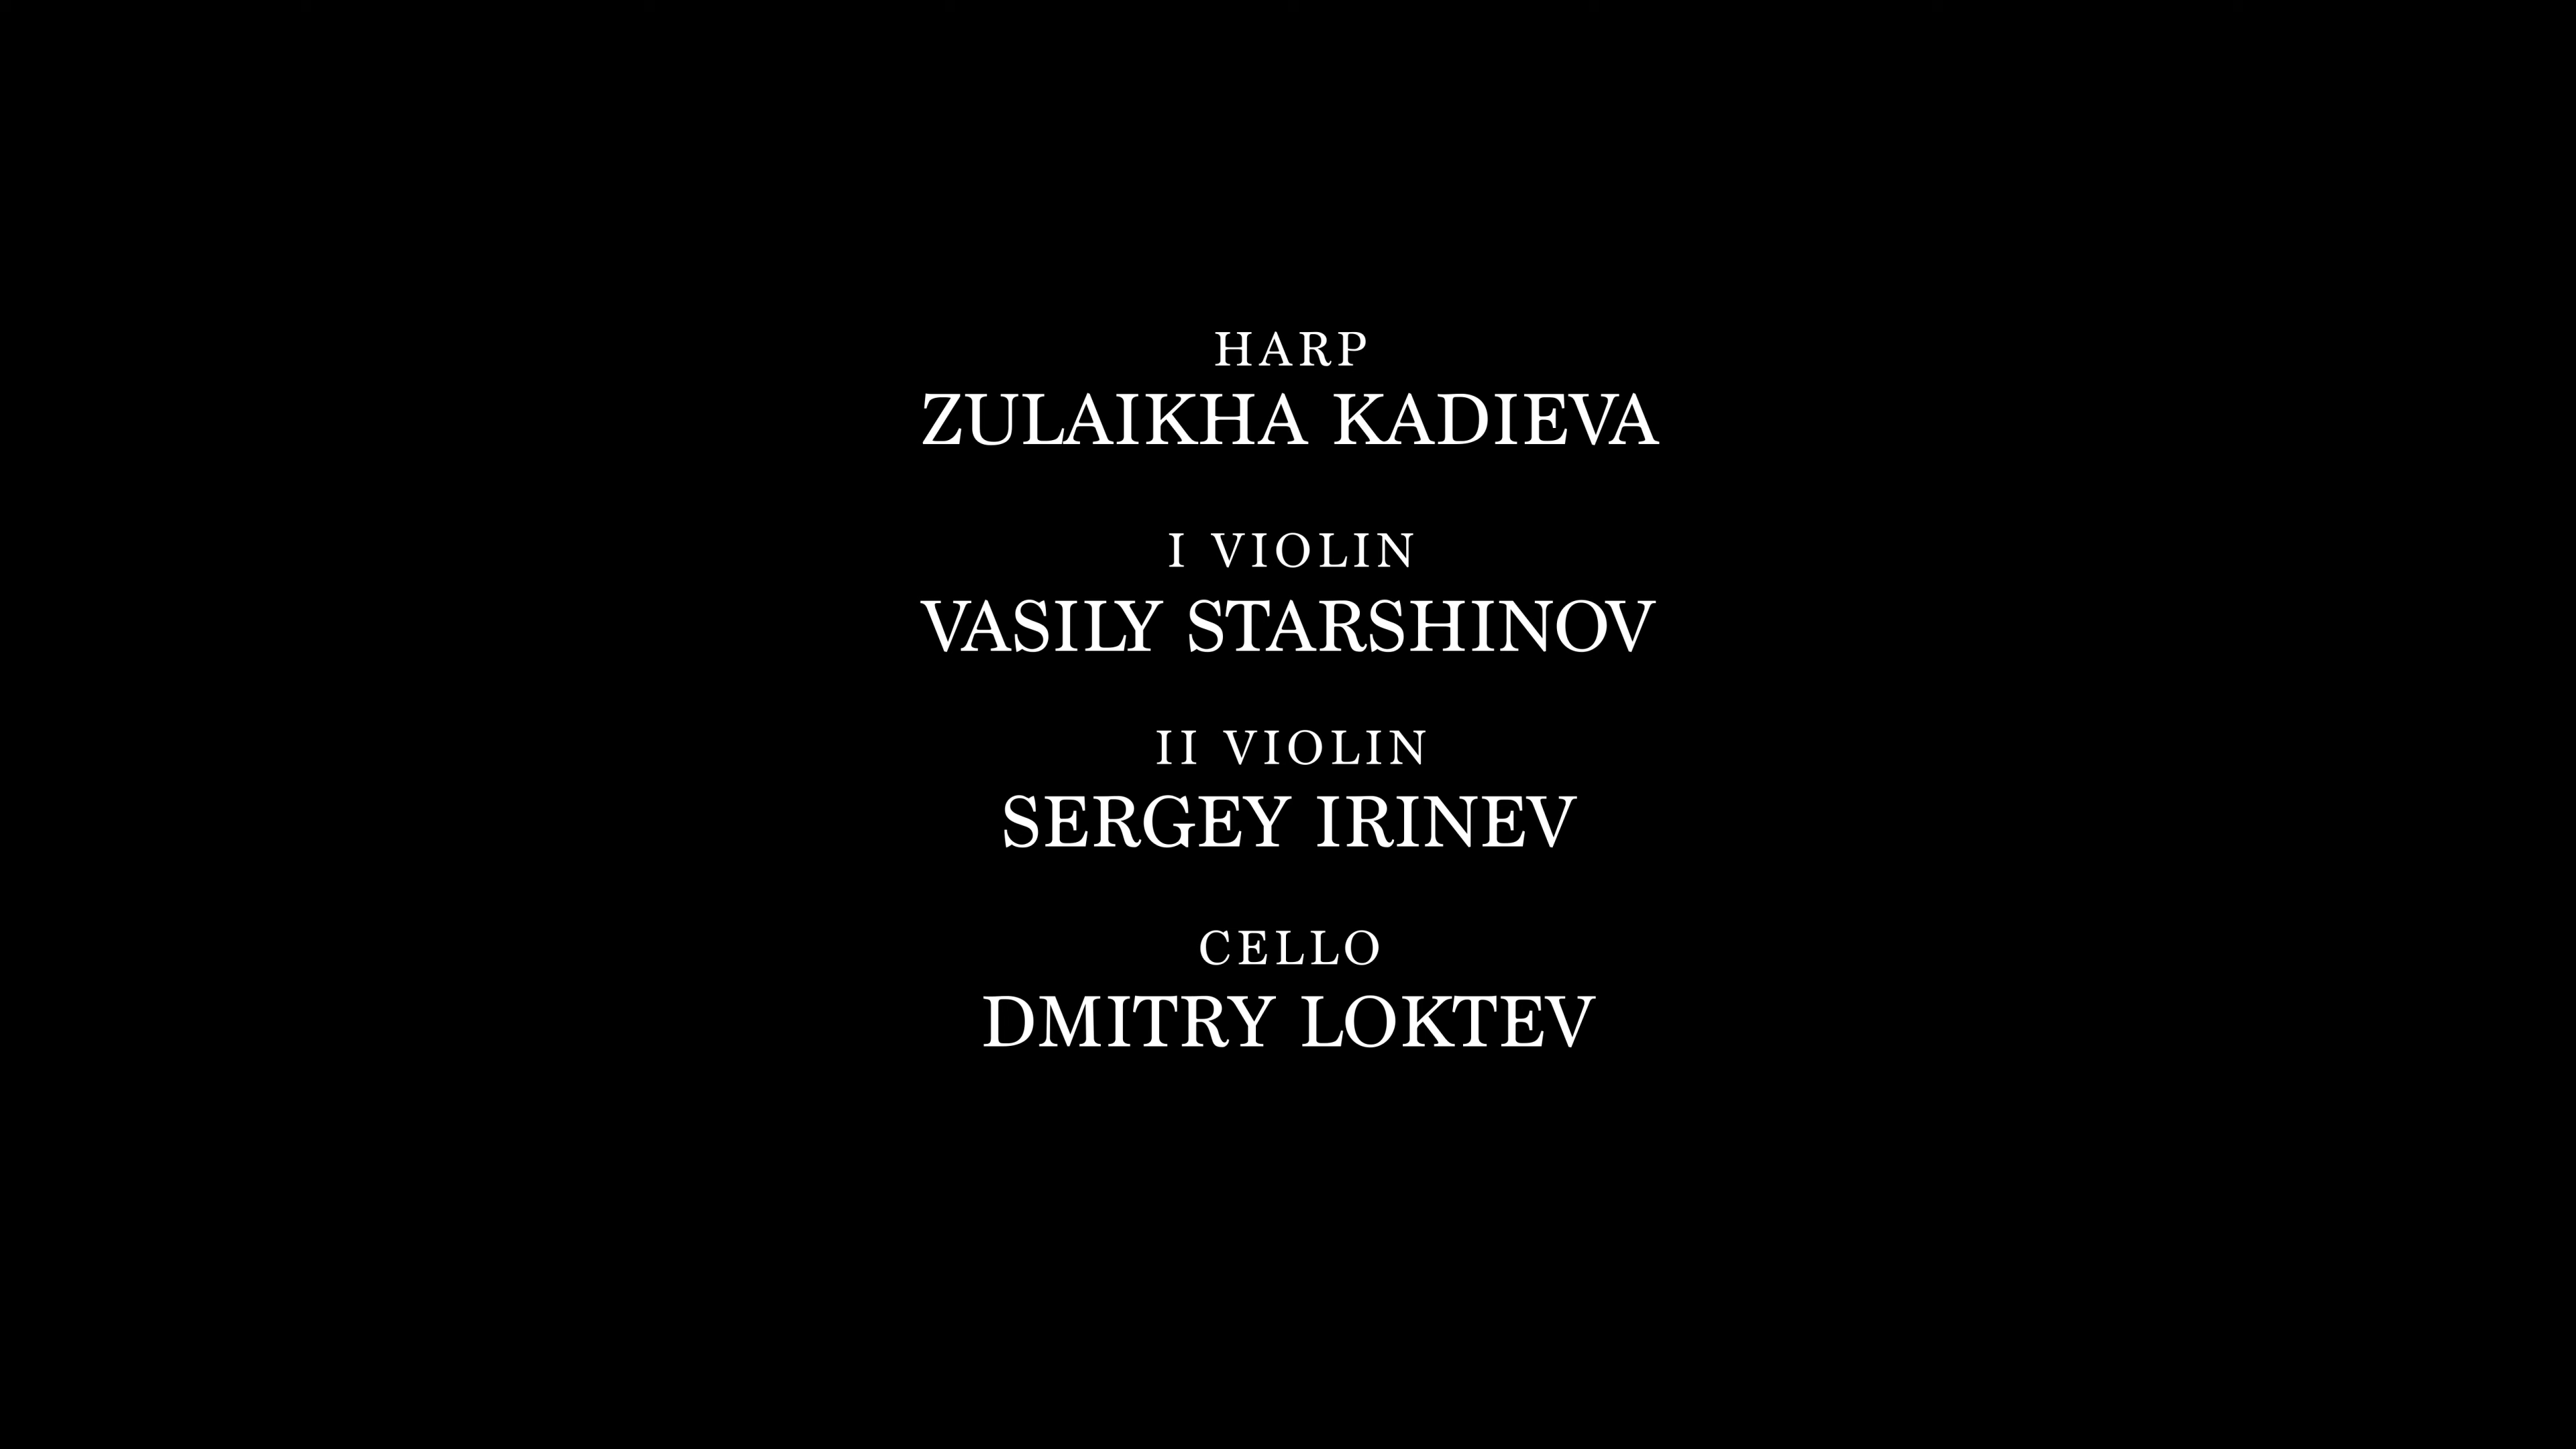 HARP
ZULAIKHA KADIEVA
I VIOLIN
VASILY STARSHINOV
II VIOLIN
SERGEY IRINEV
CELLO
DMITRY LOKTEV